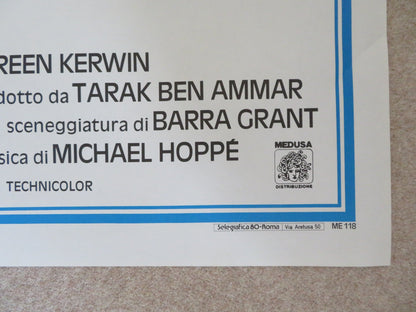 REEN KERWIN
dotto da TARAK BEN AMMAR
sceneggiatura di BARRA GRANT
sica di MICHAEL HOPPÉ
TECHNICOLOR
MEDUSA
DISTRIBUZIONE
Selegrafica 80-Roma Via Aretusa 50 ME 118